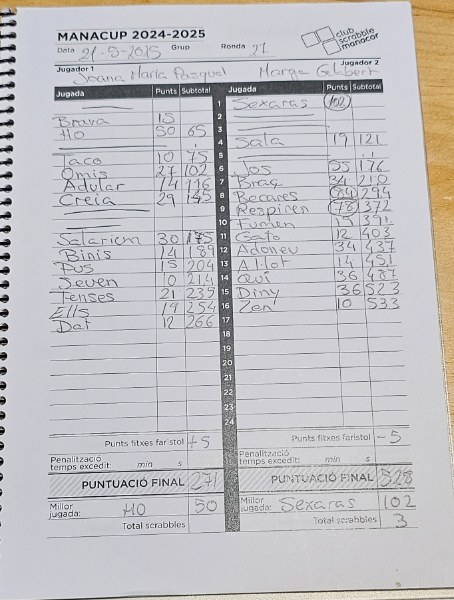 MANACUP 2024-2025
club scrabble manacor
Data 21-5-2025 Grup Ronda 21
Jugador 1 Jugador 2
Joana Maria Pasqual Margu Gelabert
Jugada Punts Subtotal Jugada Punts Subtotal
1 Sexaras 102
Brava 15 2
Ho 50 65 3
4 Sala 19 121
Taco 10 75 5
Omis 27 102 6 Jos 55 176
Adular 14 116 7 Braç 34 210
Creia 29 145 8 Becares 84 294
9 Respiren 78 372
10 Fumen 19 391
Salariem 30 175 11 Gato 12 403
Binis 14 189 12 Adoneu 34 437
Pus 15 204 13 Allot 14 451
Seven 10 214 14 Quí 36 487
Tenses 21 235 15 Diny 36 523
Ells 19 254 16 Zen 10 533
Dat 12 266 17
18
19
20
21
22
23
24
Punts fitxes faristol +5 Punts fitxes faristol -5
Penalització temps excedit: min s Penalització temps excedit: min s
PUNTUACIÓ FINAL 271 PUNTUACIÓ FINAL 528
Millor jugada: HO 50 Millor jugada: Sexaras 102
Total scrabbles Total scrabbles 3